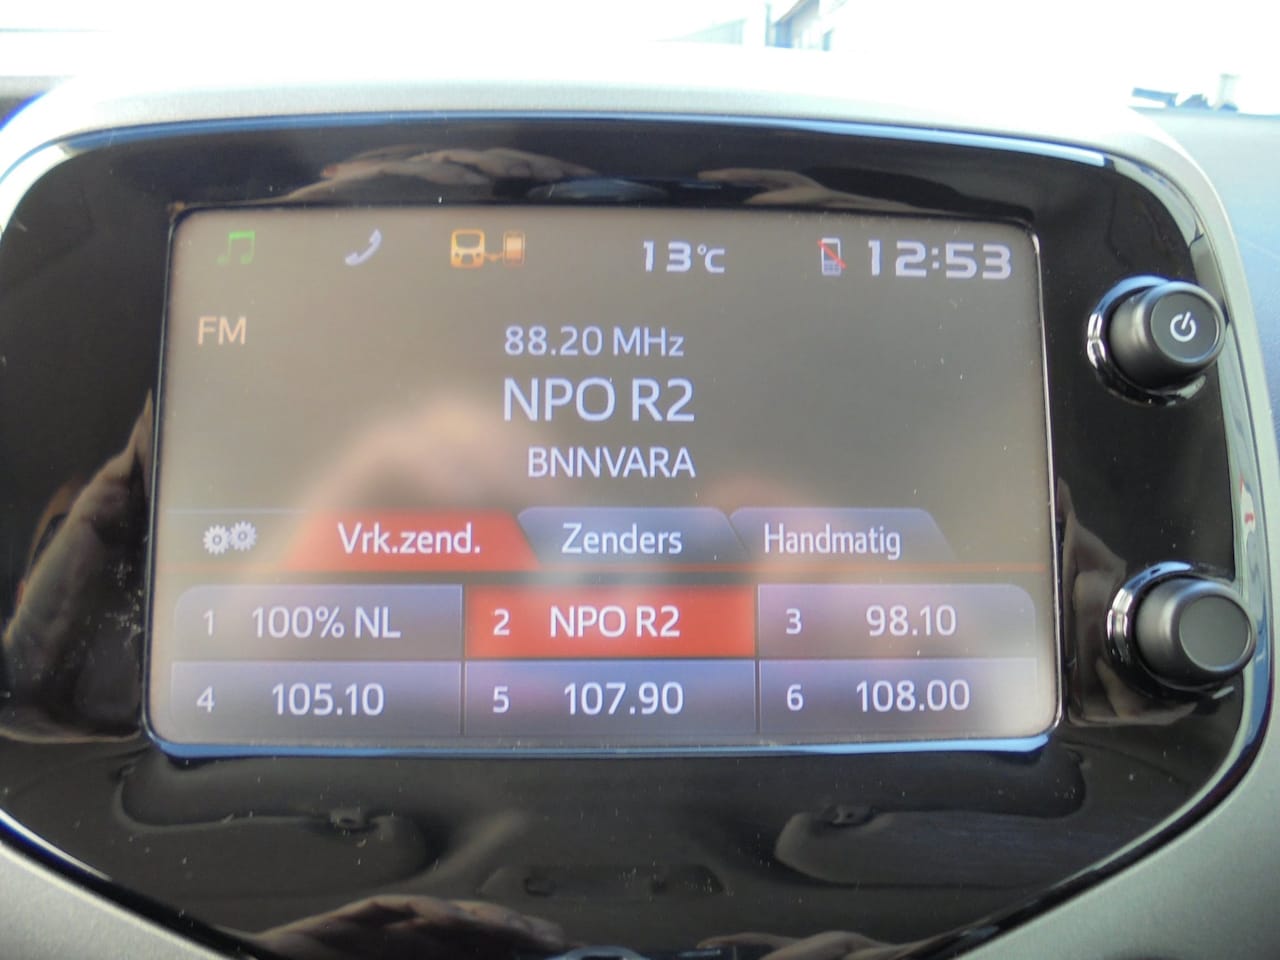 13°C 12:53
FM
88.20 MHz
NPO R2
BNNVARA
Vrk.zend. Zenders Handmatig
1 100% NL 2 NPO R2 3 98.10
4 105.10 5 107.90 6 108.00